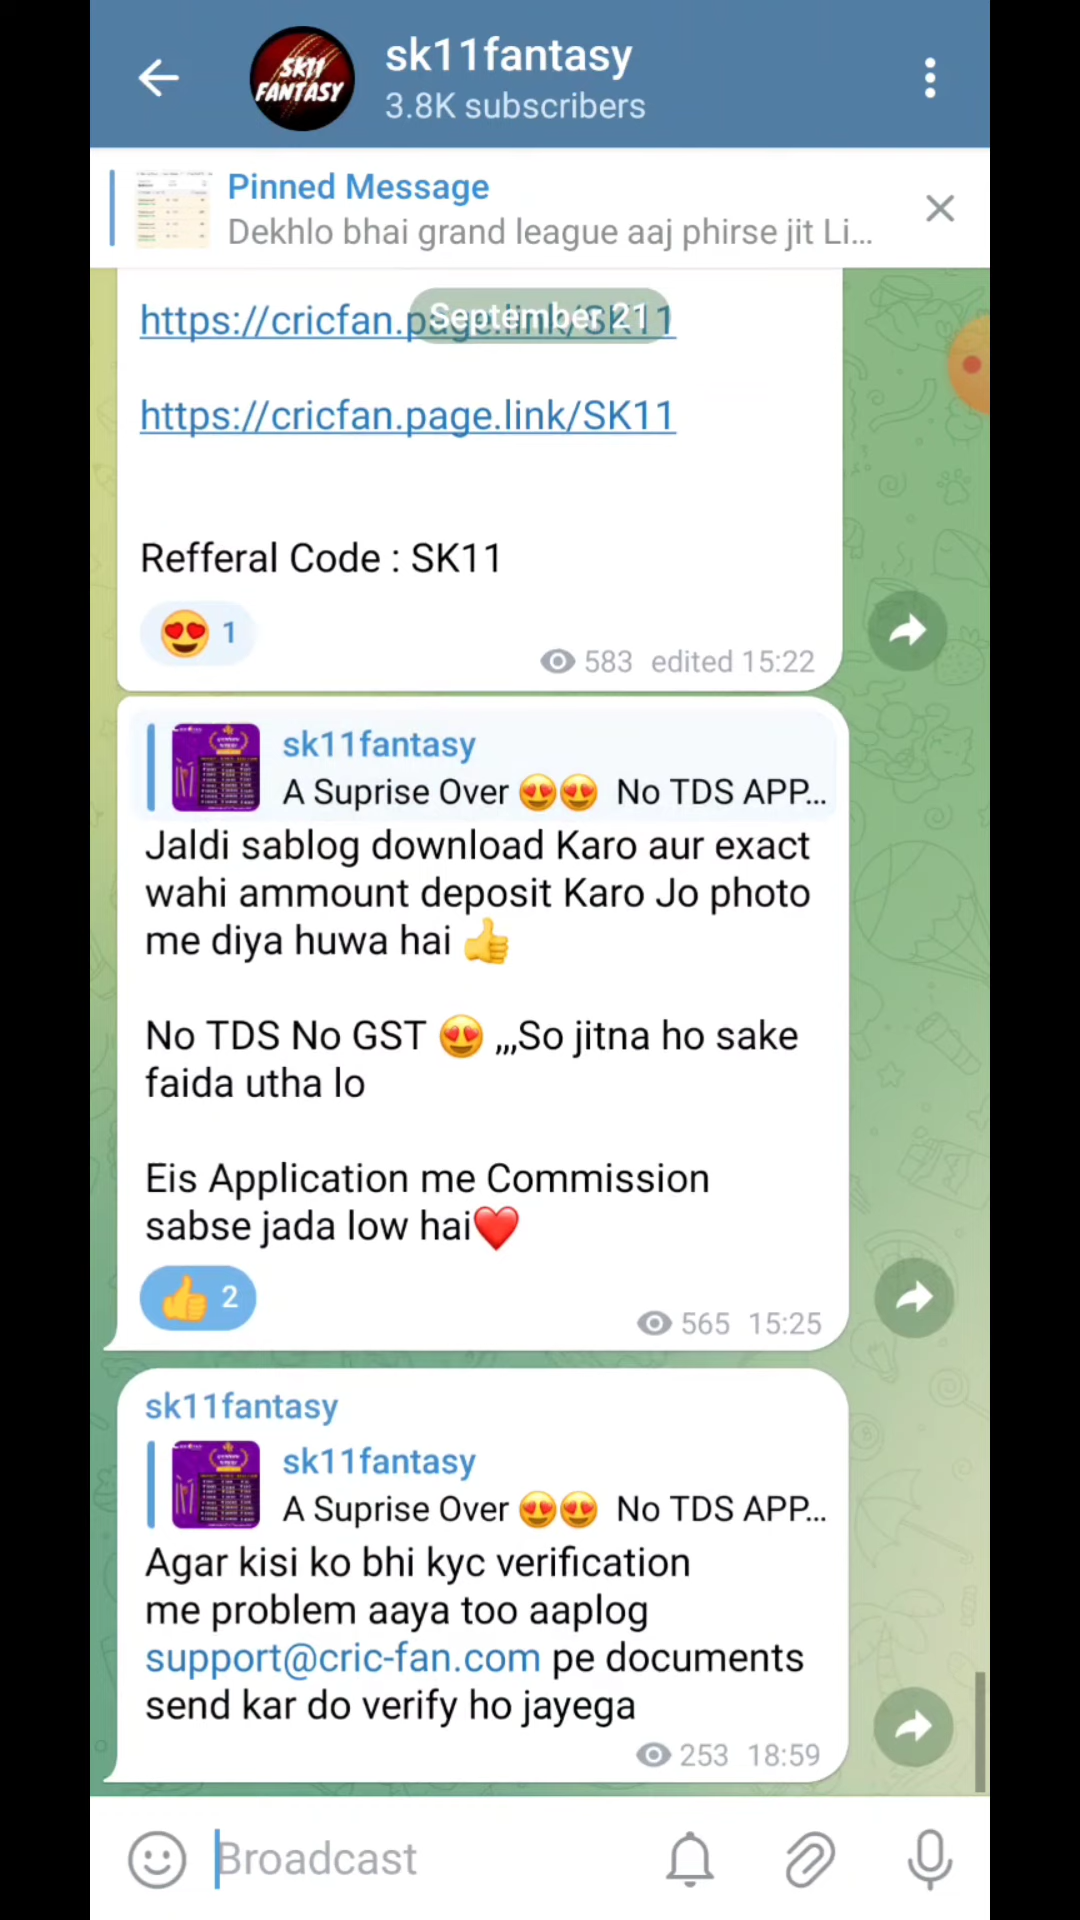 sk11fantasy
SK11
FANTASY
3.8K subscribers
Pinned Message
Dekhlo bhai grand league aaj phirse jit Li...
September 21
https://cricfan.page.link/SK11
https://cricfan.page.link/SK11
Refferal Code : SK11
😍 1
583 edited 15:22
sk11fantasy
A Suprise Over 😍😍 No TDS APP...
Jaldi sablog download Karo aur exact
wahi ammount deposit Karo Jo photo
me diya huwa hai 👍
No TDS No GST 😍 ,,,So jitna ho sake
faida utha lo
Eis Application me Commission
sabse jada low hai❤️
👍 2
565 15:25
sk11fantasy
sk11fantasy
A Suprise Over 😍😍 No TDS APP...
Agar kisi ko bhi kyc verification
me problem aaya too aaplog
support@cric-fan.com pe documents
send kar do verify ho jayega
253 18:59
Broadcast